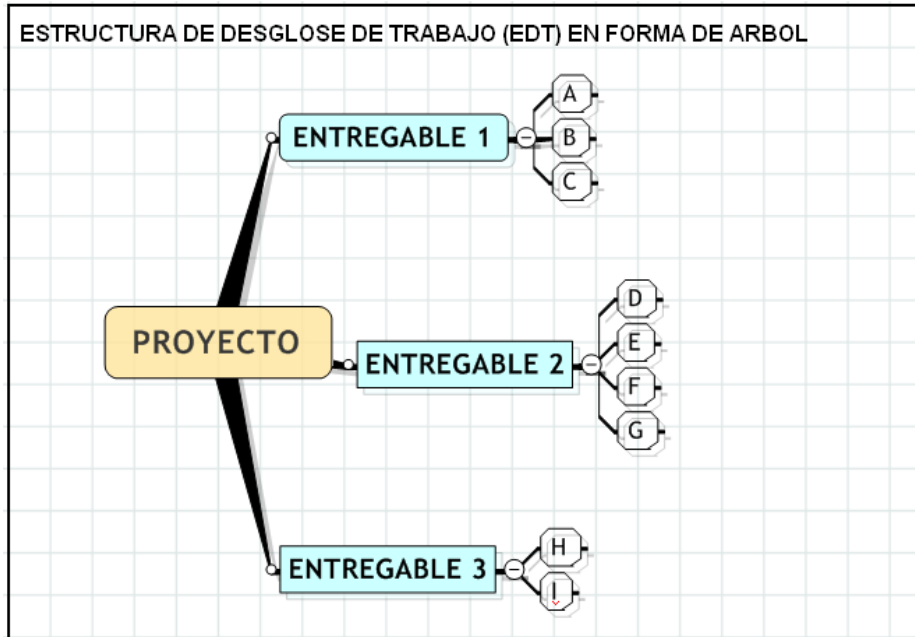 ESTRUCTURA DE DESGLOSE DE TRABAJO (EDT) EN FORMA DE ARBOL
PROYECTO
ENTREGABLE 1
A
B
C
ENTREGABLE 2
D
E
F
G
ENTREGABLE 3
H
I